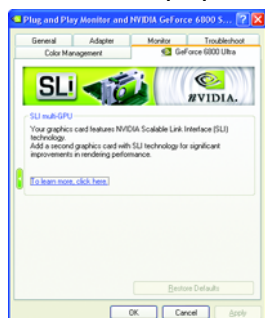 Plug and Play Monitor and NVIDIA GeForce 6800 S...
General Adapter Monitor Troubleshoot
Color Management GeForce 6800 Ultra
SLi
NVIDIA.
SLI multi-GPU
Your graphics card features NVIDIA Scalable Link Interface (SLI)
technology.
Add a second graphics card with SLI technology for significant
improvements in rendering performance.
To learn more, click here.
Restore Defaults
OK Cancel Apply